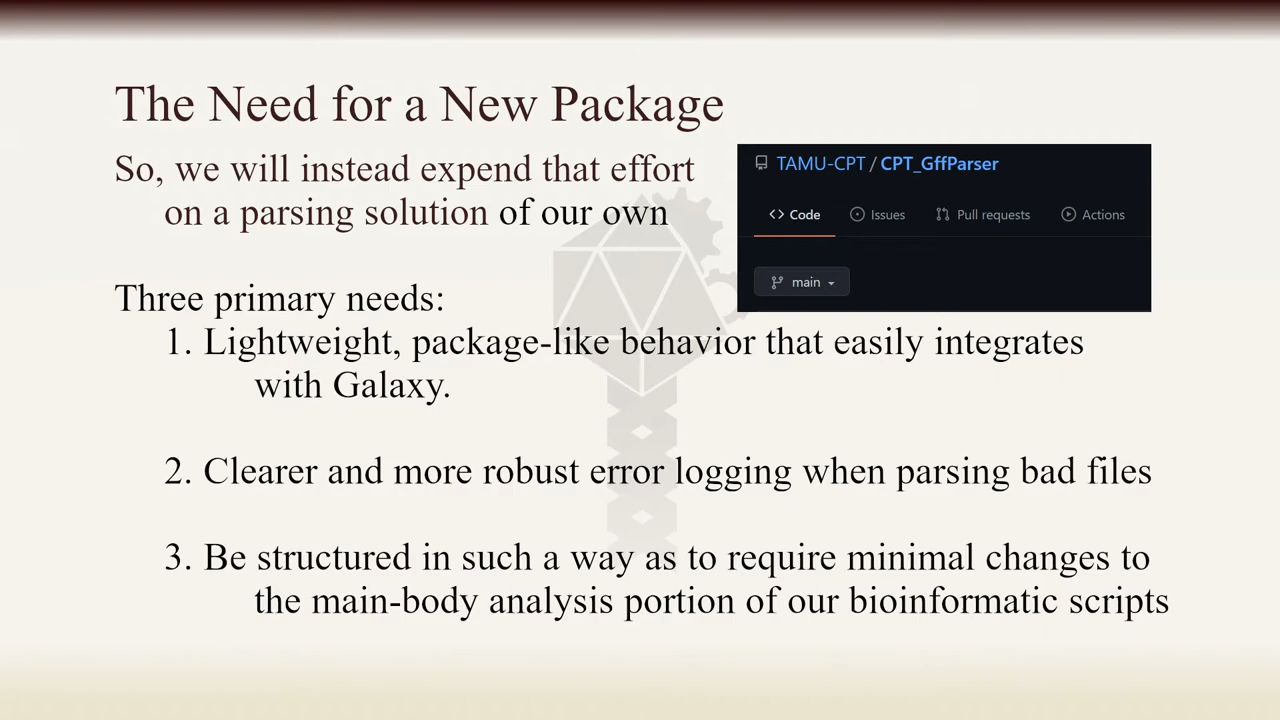 The Need for a New Package
So, we will instead expend that effort
on a parsing solution of our own
TAMU-CPT / CPT_GffParser
<> Code Issues Pull requests Actions
main
Three primary needs:
1. Lightweight, package-like behavior that easily integrates
with Galaxy.
2. Clearer and more robust error logging when parsing bad files
3. Be structured in such a way as to require minimal changes to
the main-body analysis portion of our bioinformatic scripts